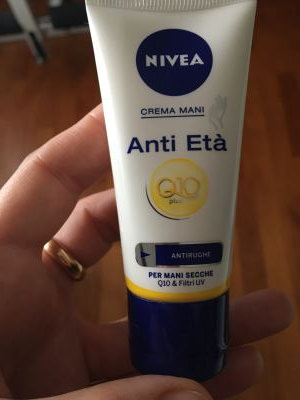 NIVEA
CREMA MANI
Anti Età
Q10
plus
ANTIRUGHE
PER MANI SECCHE
Q10 & Filtri UV